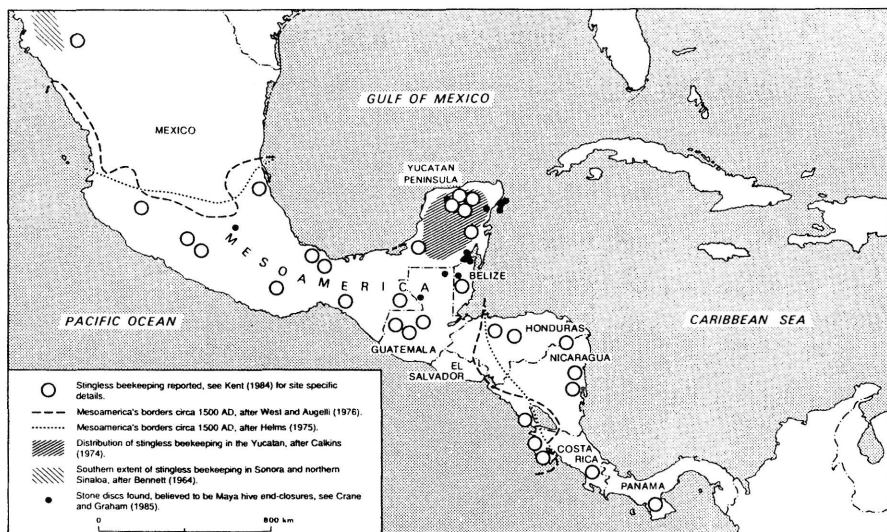 GULF OF MEXICO
MEXICO
YUCATAN
PENINSULA
MESOAMERICA
BELIZE
PACIFIC OCEAN
GUATEMALA
HONDURAS
CARIBBEAN SEA
EL
SALVADOR
NICARAGUA
COSTA
RICA
PANAMA
Stingless beekeeping reported, see Kent (1984) for site specific
details.
Mesoamerica's borders circa 1500 AD, after West and Augelli (1976).
Mesoamerica's borders circa 1500 AD, after Helms (1975).
Distribution of stingless beekeeping in the Yucatan, after Calkins
(1974).
Southern extent of stingless beekeeping in Sonora and northern
Sinaloa, after Bennett (1964).
Stone discs found, believed to be Maya hive end-closures, see Crane
and Graham (1985).
0 800 km